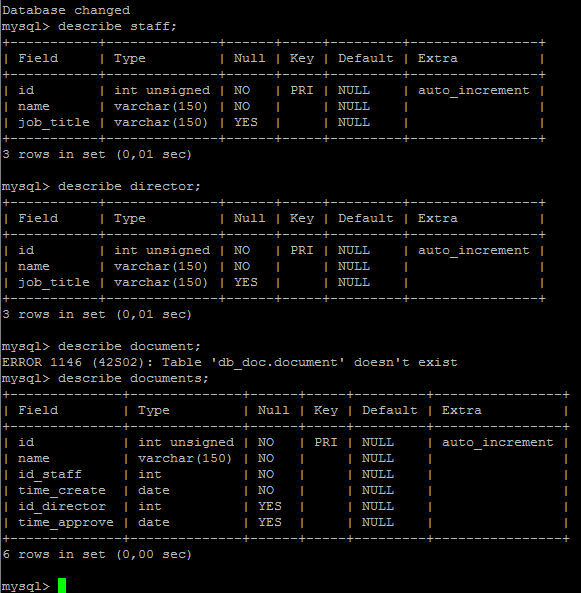 Database changed
mysql> describe staff;
+-----------+--------------+------+-----+---------+----------------+
| Field     | Type         | Null | Key | Default | Extra          |
+-----------+--------------+------+-----+---------+----------------+
| id        | int unsigned | NO   | PRI | NULL    | auto_increment |
| name      | varchar(150) | NO   |     | NULL    |                |
| job_title | varchar(150) | YES  |     | NULL    |                |
+-----------+--------------+------+-----+---------+----------------+
3 rows in set (0,01 sec)
mysql> describe director;
+-----------+--------------+------+-----+---------+----------------+
| Field     | Type         | Null | Key | Default | Extra          |
+-----------+--------------+------+-----+---------+----------------+
| id        | int unsigned | NO   | PRI | NULL    | auto_increment |
| name      | varchar(150) | NO   |     | NULL    |                |
| job_title | varchar(150) | YES  |     | NULL    |                |
+-----------+--------------+------+-----+---------+----------------+
3 rows in set (0,01 sec)
mysql> describe document;
ERROR 1146 (42S02): Table 'db_doc.document' doesn't exist
mysql> describe documents;
+--------------+--------------+------+-----+---------+----------------+
| Field        | Type         | Null | Key | Default | Extra          |
+--------------+--------------+------+-----+---------+----------------+
| id           | int unsigned | NO   | PRI | NULL    | auto_increment |
| name         | varchar(150) | NO   |     | NULL    |                |
| id_staff     | int          | NO   |     | NULL    |                |
| time_create  | date         | NO   |     | NULL    |                |
| id_director  | int          | YES  |     | NULL    |                |
| time_approve | date         | YES  |     | NULL    |                |
+--------------+--------------+------+-----+---------+----------------+
6 rows in set (0,00 sec)
mysql>